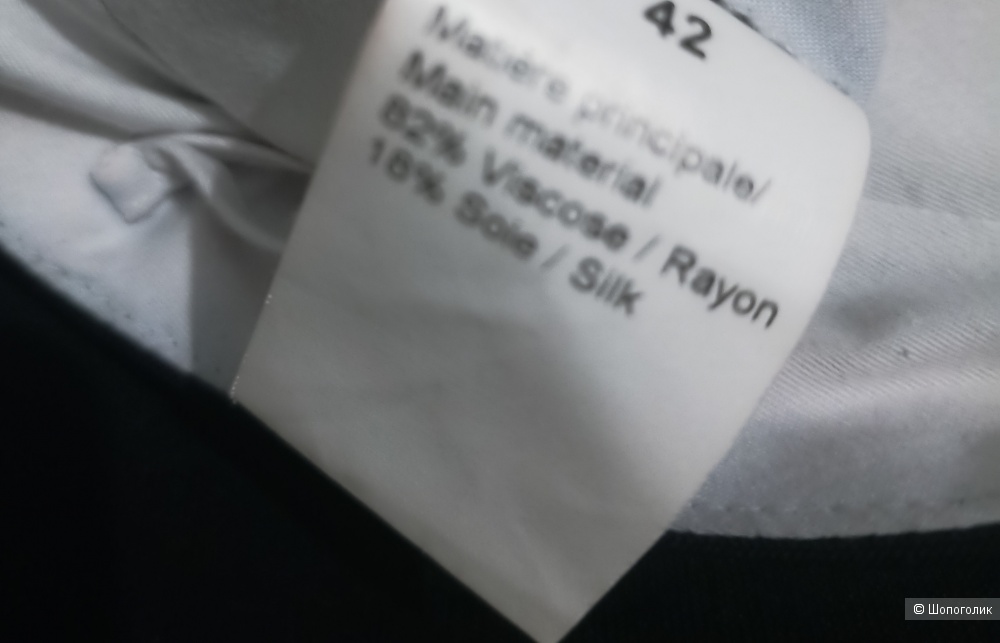 42
Matière principale/
Main material
82% Viscose / Rayon
18% Soie / Silk
© Шопоголик